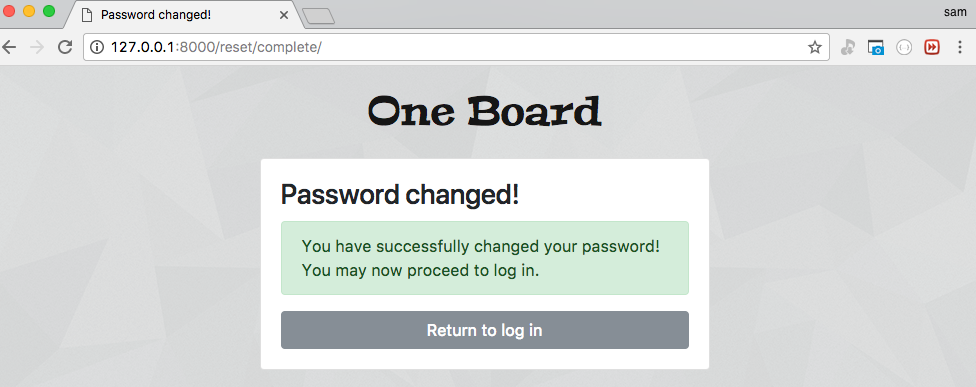 Password changed!
sam
127.0.0.1:8000/reset/complete/
One Board
Password changed!
You have successfully changed your password!
You may now proceed to log in.
Return to log in